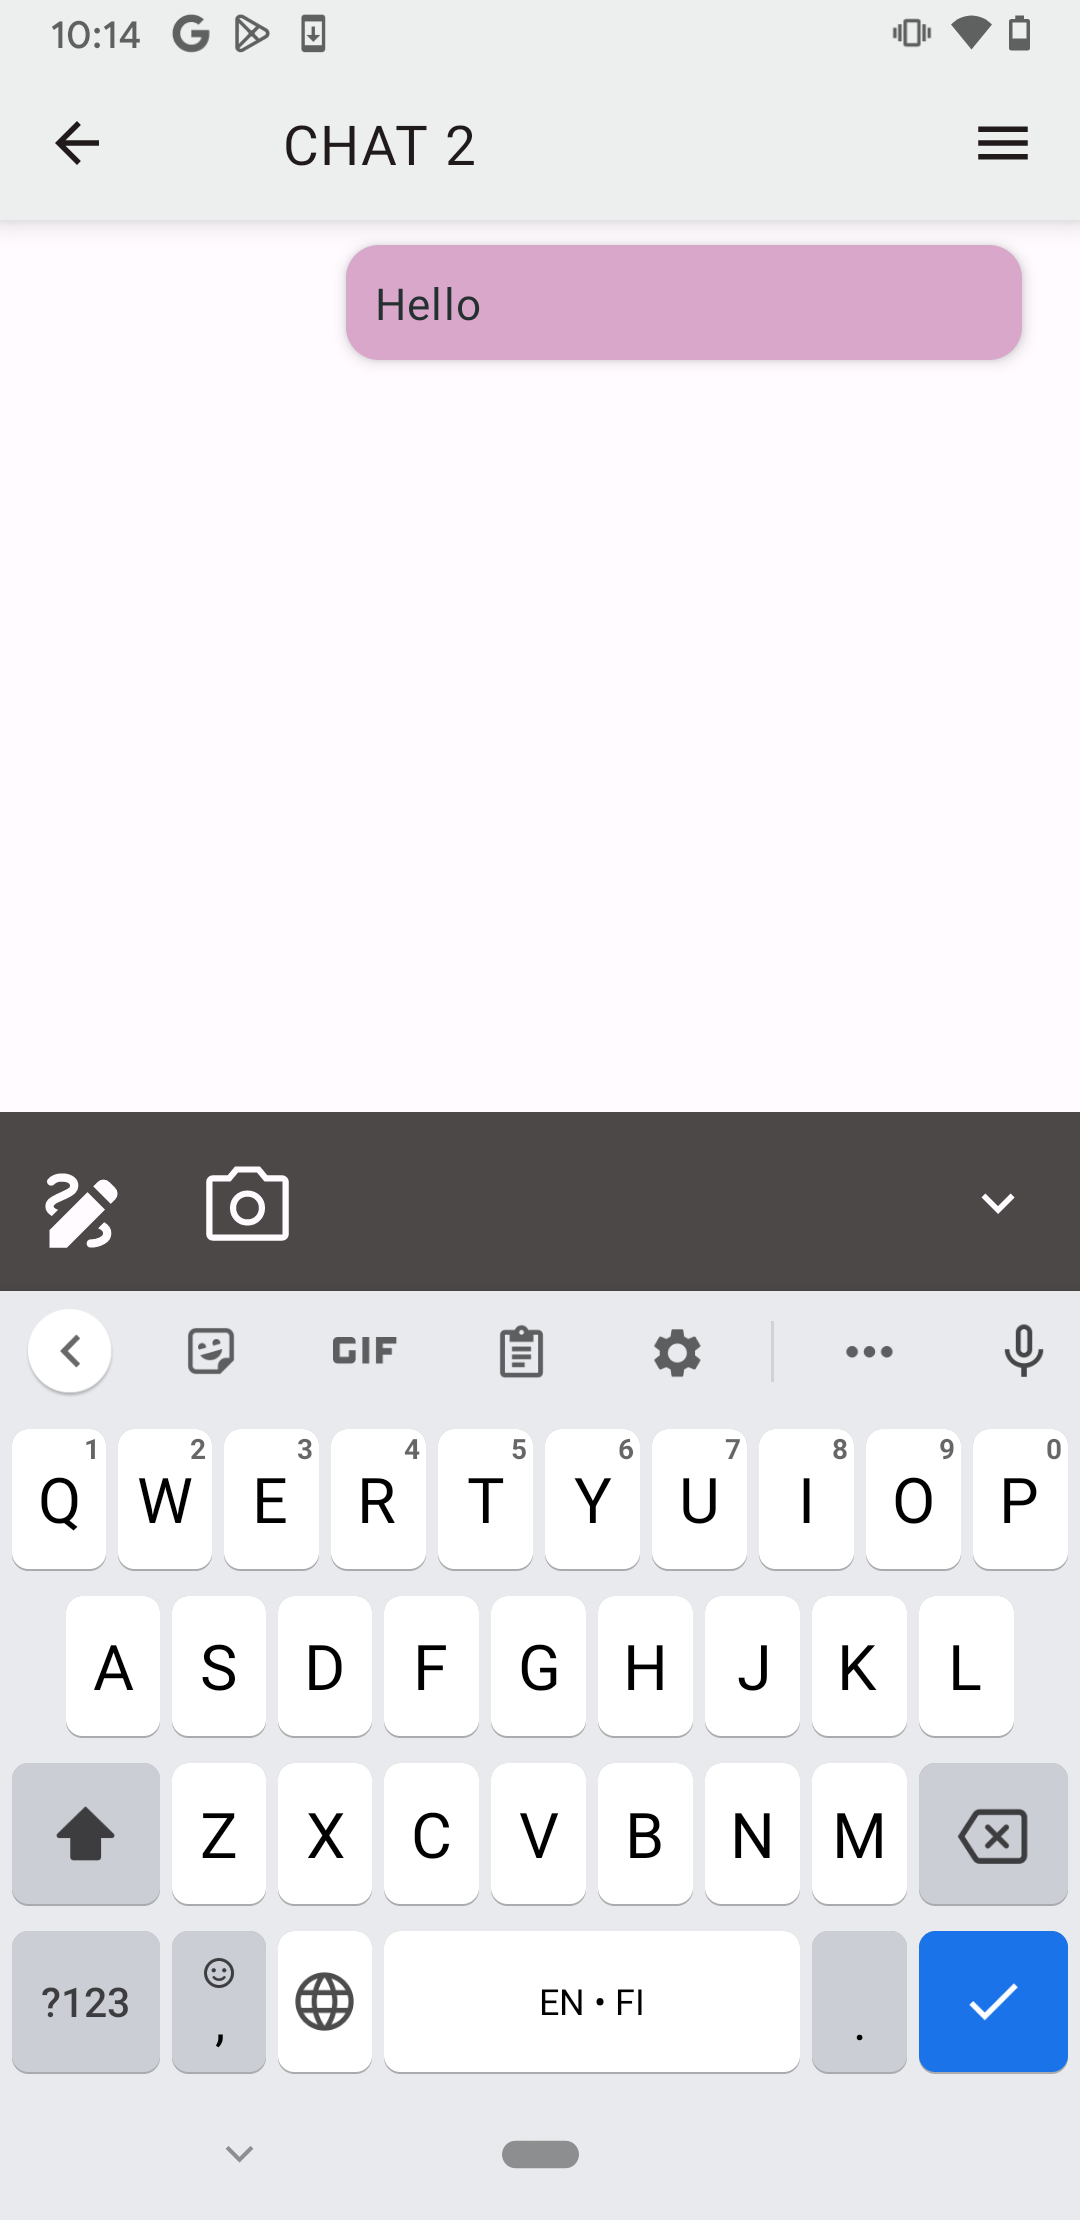 10:14
CHAT 2
Hello
GIF
1 2 3 4 5 6 7 8 9 0
Q W E R T Y U I O P
A S D F G H J K L
Z X C V B N M
?123 , EN • FI .